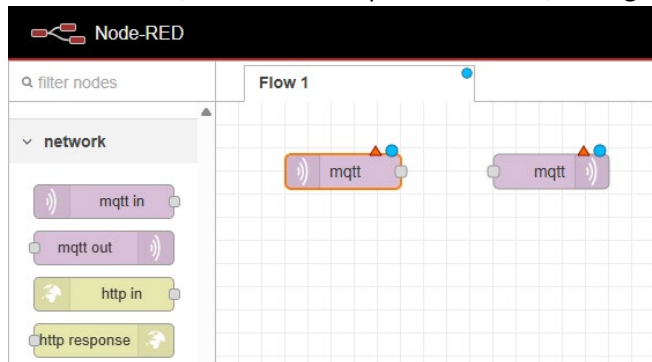 Node-RED
filter nodes
Flow 1
network
mqtt in
mqtt out
http in
http response
mqtt
mqtt